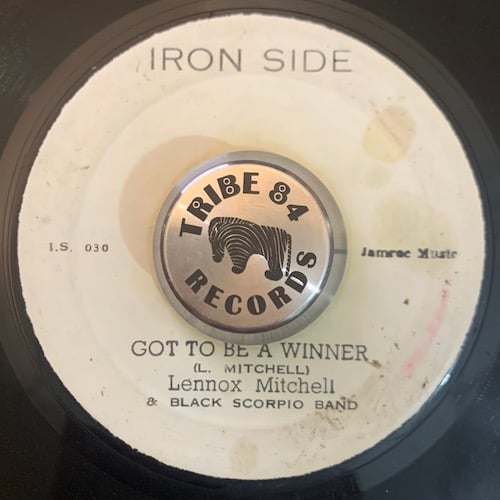 IRON SIDE
TRIBE 84
RECORDS
I.S. 030
Jamrec Music
GOT TO BE A WINNER
(L. MITCHELL)
Lennox Mitchell
& BLACK SCORPIO BAND